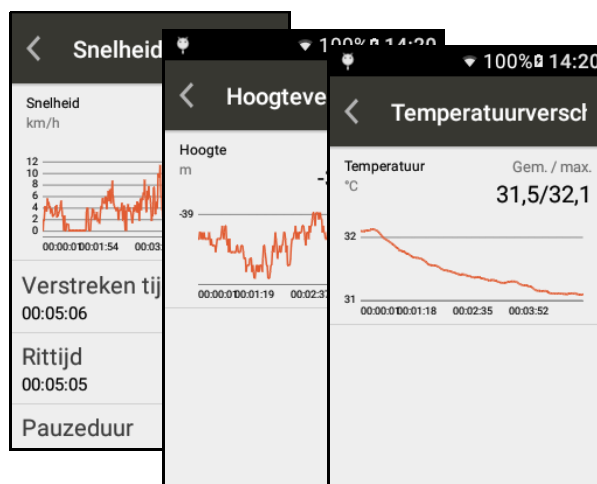 Snelheid
Snelheid
km/h
12
10
8
6
4
2
0
00:00:01 00:01:54 00:03:
Verstreken tij
00:05:06
Rittijd
00:05:05
Pauzeduur
100% 14:20
Hoogteve
Hoogte
m
-39
00:00:01 00:01:19 00:02:37
100% 14:20
Temperatuurversch
Temperatuur Gem. / max.
°C 31,5/32,1
32
31
00:00:01 00:01:18 00:02:35 00:03:52